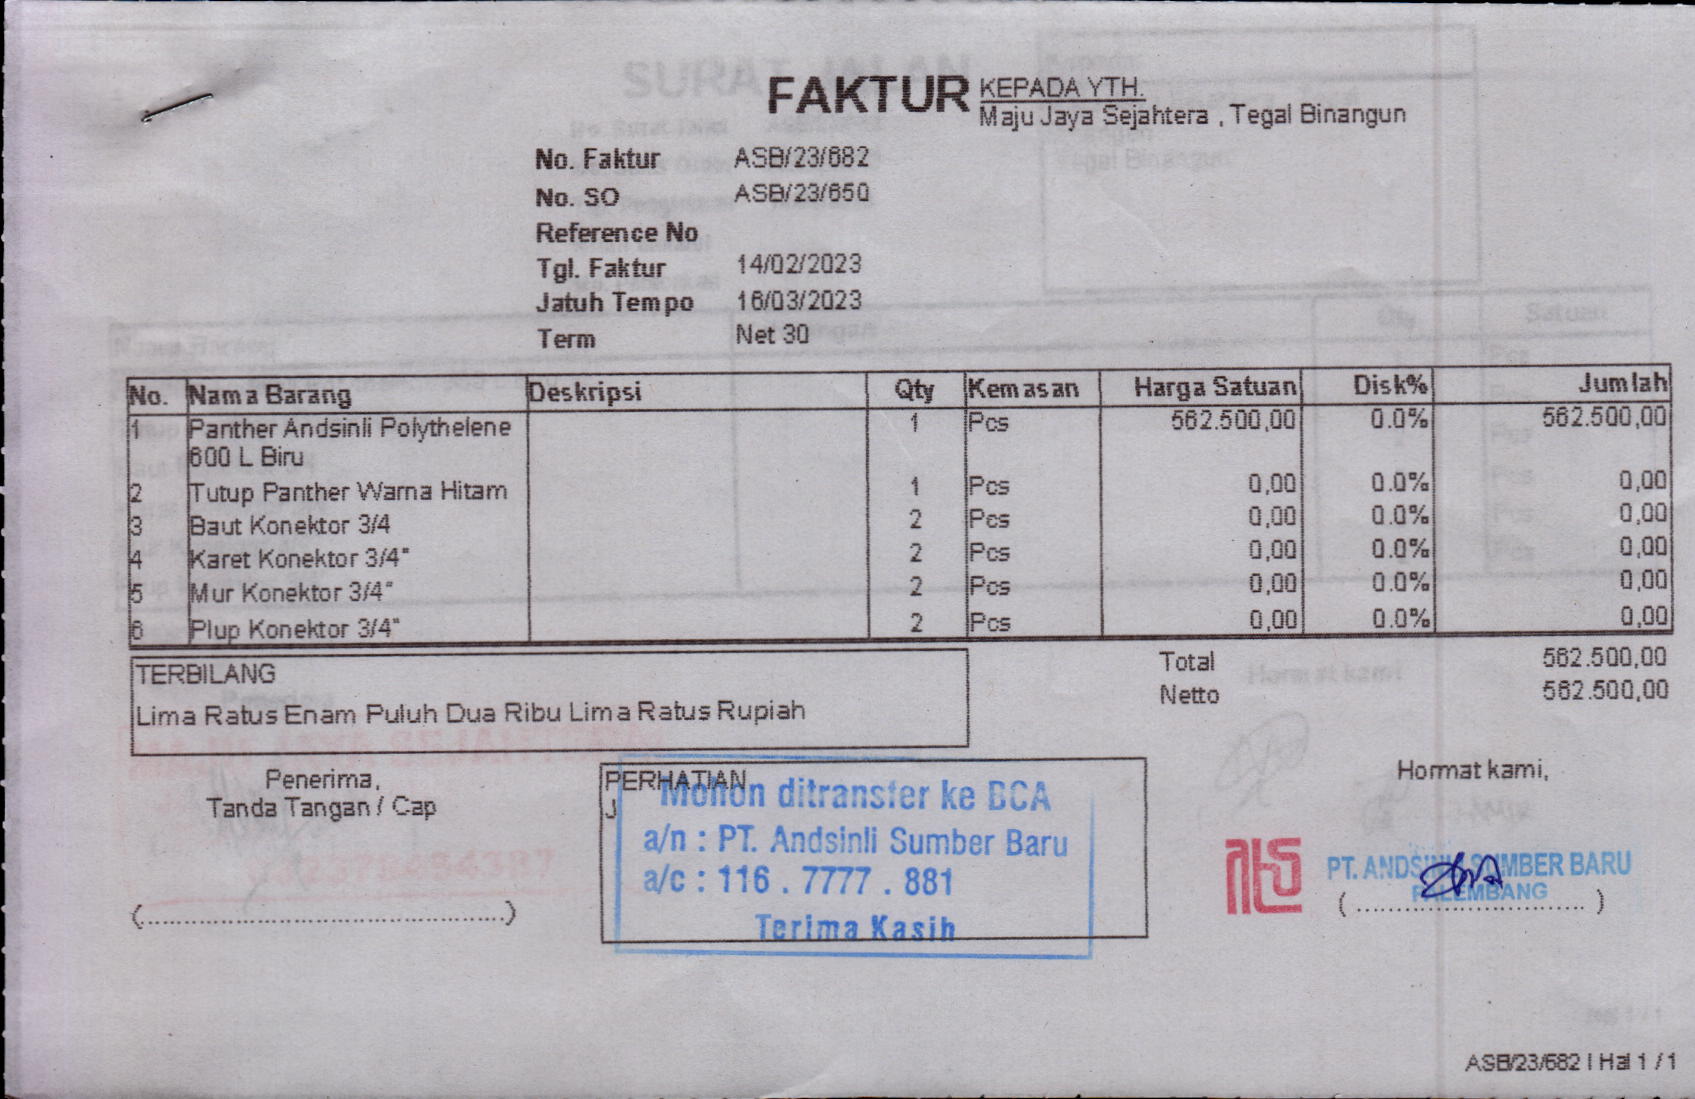 FAKTUR
KEPADA YTH.
Maju Jaya Sejahtera , Tegal Binangun
No. Faktur ASB/23/682
No. SO ASB/23/650
Reference No
Tgl. Faktur 14/02/2023
Jatuh Tempo 16/03/2023
Term Net 30
No. Nama Barang Deskripsi Qty Kemasan Harga Satuan Disk% Jumlah
1 Panther Andsinli Polythelene 1 Pcs 562.500,00 0.0% 562.500,00
600 L Biru
2 Tutup Panther Warna Hitam 1 Pcs 0,00 0.0% 0,00
3 Baut Konektor 3/4 2 Pcs 0,00 0.0% 0,00
4 Karet Konektor 3/4" 2 Pcs 0,00 0.0% 0,00
5 Mur Konektor 3/4" 2 Pcs 0,00 0.0% 0,00
6 Plup Konektor 3/4" 2 Pcs 0,00 0.0% 0,00
TERBILANG
Lima Ratus Enam Puluh Dua Ribu Lima Ratus Rupiah
Total 562.500,00
Netto 562.500,00
Penerima,
Tanda Tangan / Cap
(..........................................)
PERHATIAN
J
Mohon ditransfer ke BCA
a/n : PT. Andsinli Sumber Baru
a/c : 116 . 7777 . 881
Terima Kasih
Hormat kami,
PT. ANDSINLI SUMBER BARU
PALEMBANG
( ............................ )
ASB/23/682 | Hal 1 / 1